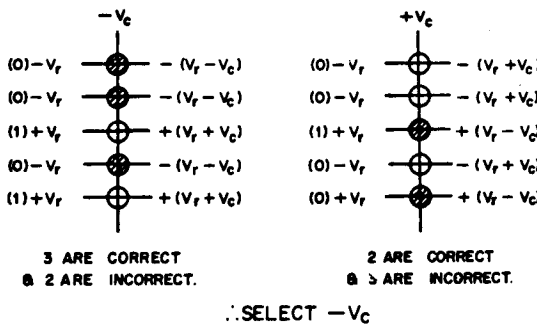 −Vc
(0)−Vr −(Vr −Vc)
(0)−Vr −(Vr −Vc)
(1)+Vr +(Vr +Vc)
(0)−Vr −(Vr −Vc)
(1)+Vr +(Vr +Vc)
3 ARE CORRECT
& 2 ARE INCORRECT.
+Vc
(0)−Vr −(Vr +Vc)
(0)−Vr −(Vr +Vc)
(1)+Vr +(Vr −Vc)
(0)−Vr −(Vr +Vc)
(0)+Vr +(Vr −Vc)
2 ARE CORRECT
& ARE INCORRECT.
∴SELECT −Vc